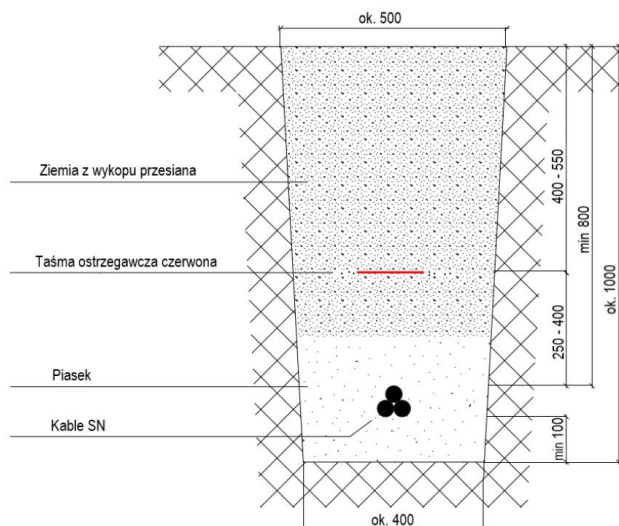 ok. 500
Ziemia z wykopu przesiana
400 - 550
Taśma ostrzegawcza czerwona
min 800
ok. 1000
250 - 400
Piasek
Kable SN
min 100
ok. 400